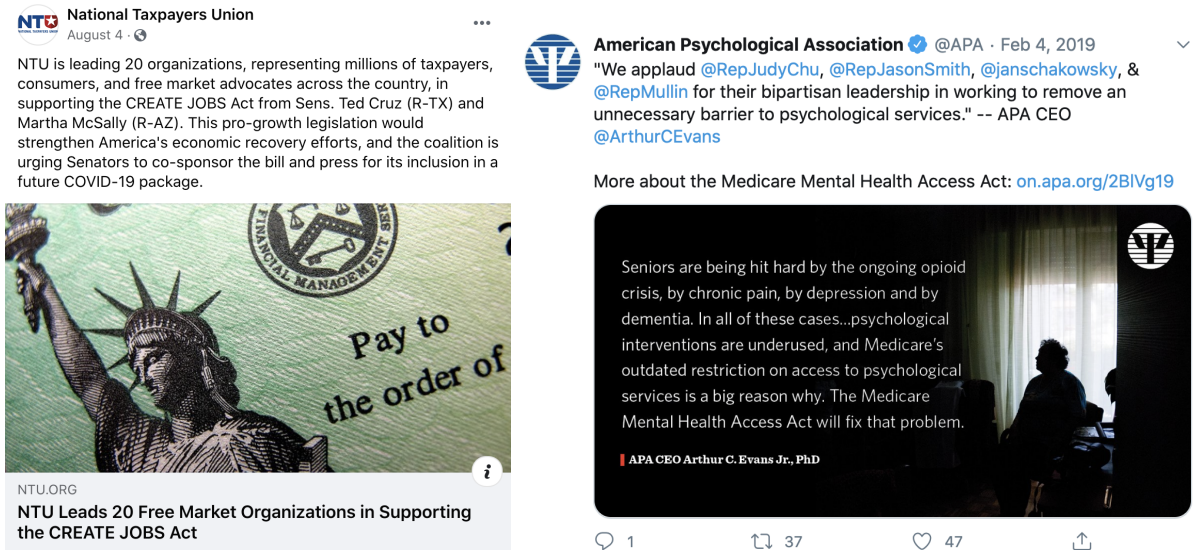 NTU
NATIONAL TAXPAYERS UNION
National Taxpayers Union
August 4 ·
NTU is leading 20 organizations, representing millions of taxpayers,
consumers, and free market advocates across the country, in
supporting the CREATE JOBS Act from Sens. Ted Cruz (R-TX) and
Martha McSally (R-AZ). This pro-growth legislation would
strengthen America's economic recovery efforts, and the coalition is
urging Senators to co-sponsor the bill and press for its inclusion in a
future COVID-19 package.
FINANCIAL MANAGEMENT SER
Pay to
the order of
i
NTU.ORG
NTU Leads 20 Free Market Organizations in Supporting
the CREATE JOBS Act
American Psychological Association @APA · Feb 4, 2019
"We applaud @RepJudyChu, @RepJasonSmith, @janschakowsky, &
@RepMullin for their bipartisan leadership in working to remove an
unnecessary barrier to psychological services." -- APA CEO
@ArthurCEvans
More about the Medicare Mental Health Access Act: on.apa.org/2BlVg19
Seniors are being hit hard by the ongoing opioid
crisis, by chronic pain, by depression and by
dementia. In all of these cases...psychological
interventions are underused, and Medicare's
outdated restriction on access to psychological
services is a big reason why. The Medicare
Mental Health Access Act will fix that problem.
APA CEO Arthur C. Evans Jr., PhD
1 37 47